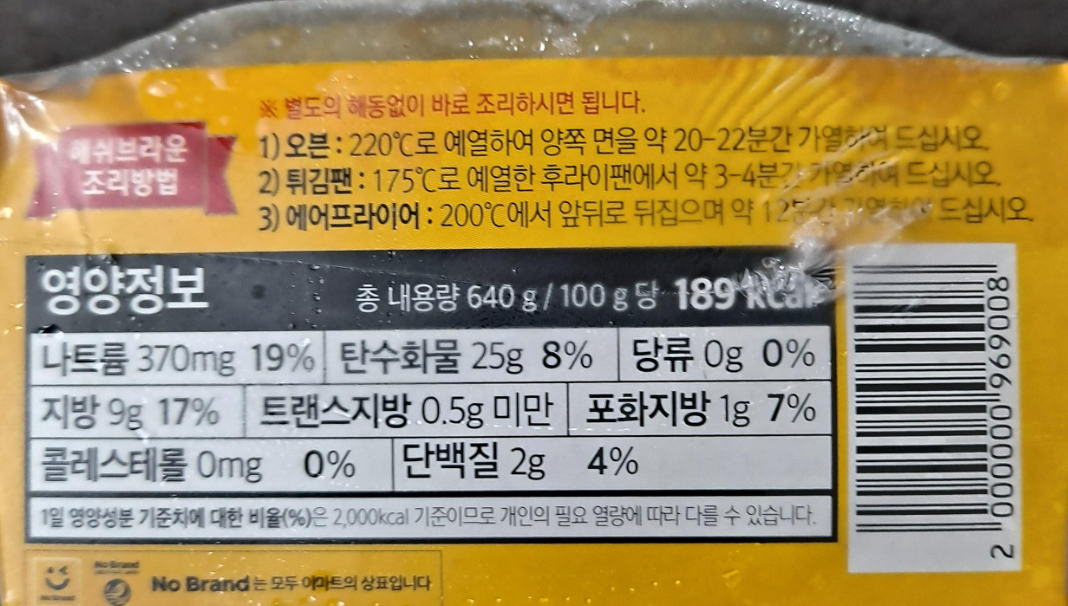 ※ 별도의 해동없이 바로 조리하시면 됩니다.
해쉬브라운
조리방법
1) 오븐 : 220℃로 예열하여 양쪽 면을 약 20-22분간 가열하여 드십시오.
2) 튀김팬 : 175℃로 예열한 후라이팬에서 약 3-4분간 가열하여 드십시오.
3) 에어프라이어 : 200℃에서 앞뒤로 뒤집으며 약 12분간 가열하여 드십시오.
영양정보
총 내용량 640 g / 100 g 당 189 kcal
나트륨 370mg 19% 탄수화물 25g 8% 당류 0g 0%
지방 9g 17% 트랜스지방 0.5g 미만 포화지방 1g 7%
콜레스테롤 0mg 0% 단백질 2g 4%
1일 영양성분 기준치에 대한 비율(%)은 2,000kcal 기준이므로 개인의 필요 열량에 따라 다를 수 있습니다.
2 000000 969008
No Brand
No Brand
No Brand는 모두 이마트의 상표입니다